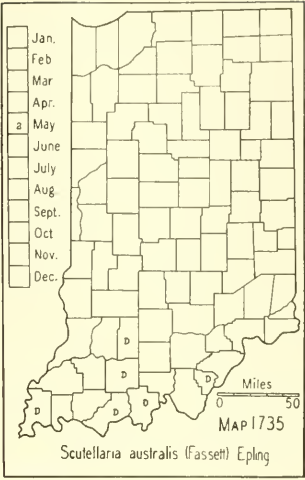 Jan.
Feb
Mar
Apr.
2 May
June
July
Aug
Sept.
Oct
Nov.
Dec.
D
D
D
D
D
D
Miles
0 50
MAP 1735
Scutellaria australis (Fassett) Epling